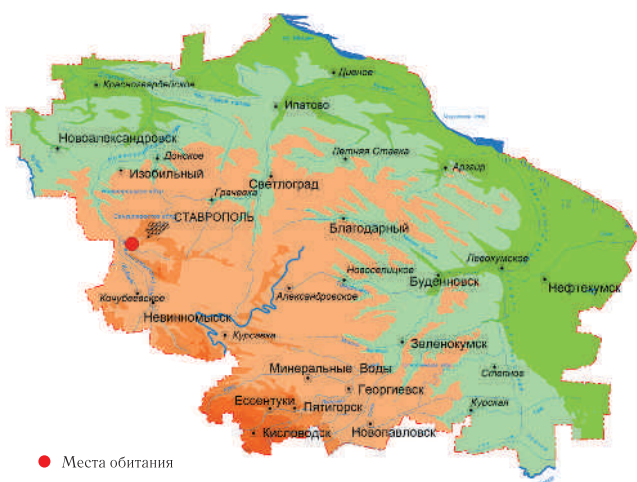 Дивное
Красногвардейское
Ипатово
Новоалександровск
Донское
Летняя Ставка
Изобильный
Арзгир
Светлоград
Грачевка
СТАВРОПОЛЬ
Благодарный
Левокумское
Новоселицкое
Буденновск
Нефтекумск
Кочубеевское
Александровское
Невинномысск
Курсавка
Зеленокумск
Минеральные Воды
Степное
Георгиевск
Ессентуки
Пятигорск
Курская
Кисловодск
Новопавловск
Места обитания